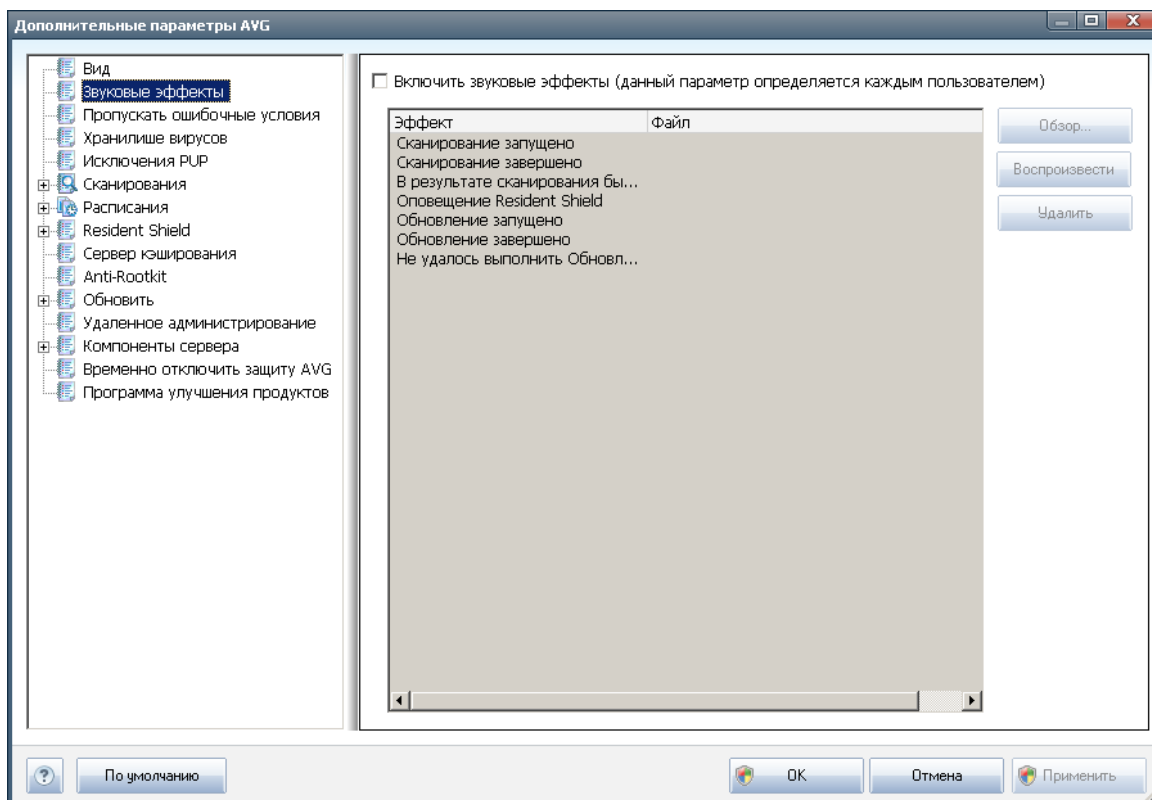 Дополнительные параметры AVG
Вид
Звуковые эффекты
Пропускать ошибочные условия
Хранилише вирусов
Исключения PUP
Сканирования
Расписания
Resident Shield
Сервер кэширования
Anti-Rootkit
Обновить
Удаленное администрирование
Компоненты сервера
Временно отключить защиту AVG
Программа улучшения продуктов
Включить звуковые эффекты (данный параметр определяется каждым пользователем)
Эффект Файл
Сканирование запущено
Сканирование завершено
В результате сканирования бы...
Оповещение Resident Shield
Обновление запущено
Обновление завершено
Не удалось выполнить Обновл...
Обзор...
Воспроизвести
Удалить
? По умолчанию OK Отмена Применить